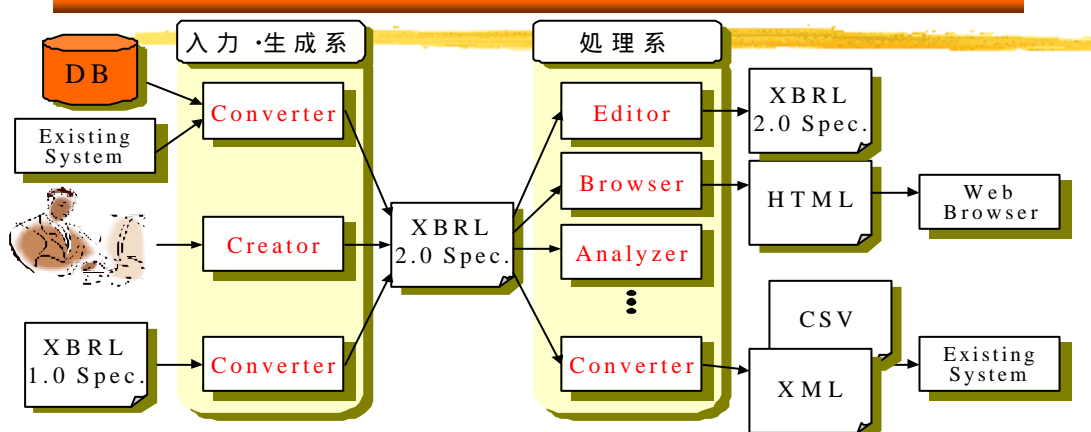 入力・生成系
処理系
DB
Existing
System
Converter
Creator
XBRL
1.0 Spec.
Converter
XBRL
2.0 Spec.
Editor
Browser
Analyzer
Converter
XBRL
2.0 Spec.
HTML
Web
Browser
CSV
XML
Existing
System